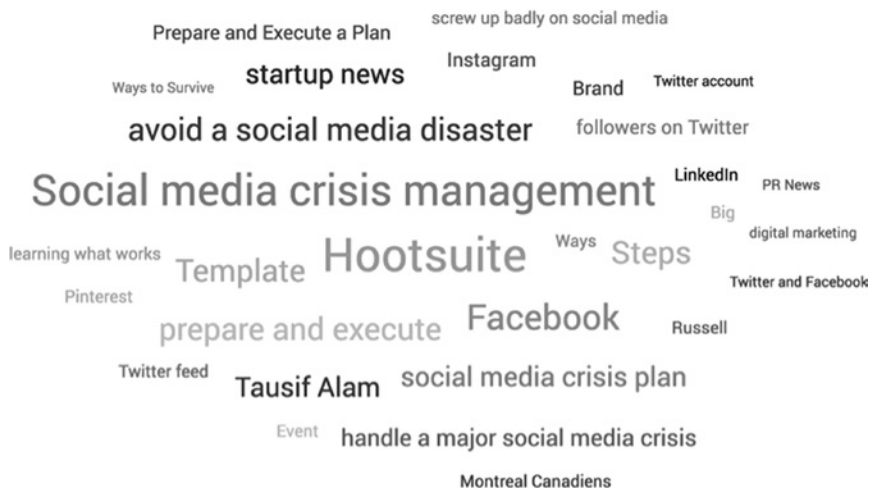 screw up badly on social media
Prepare and Execute a Plan
Instagram
startup news
Twitter account
Ways to Survive
Brand
avoid a social media disaster
followers on Twitter
LinkedIn
Social media crisis management
PR News
Big
digital marketing
learning what works
Hootsuite
Ways
Steps
Template
Twitter and Facebook
Pinterest
prepare and execute
Facebook
Russell
Twitter feed
Tausif Alam
social media crisis plan
Event
handle a major social media crisis
Montreal Canadiens